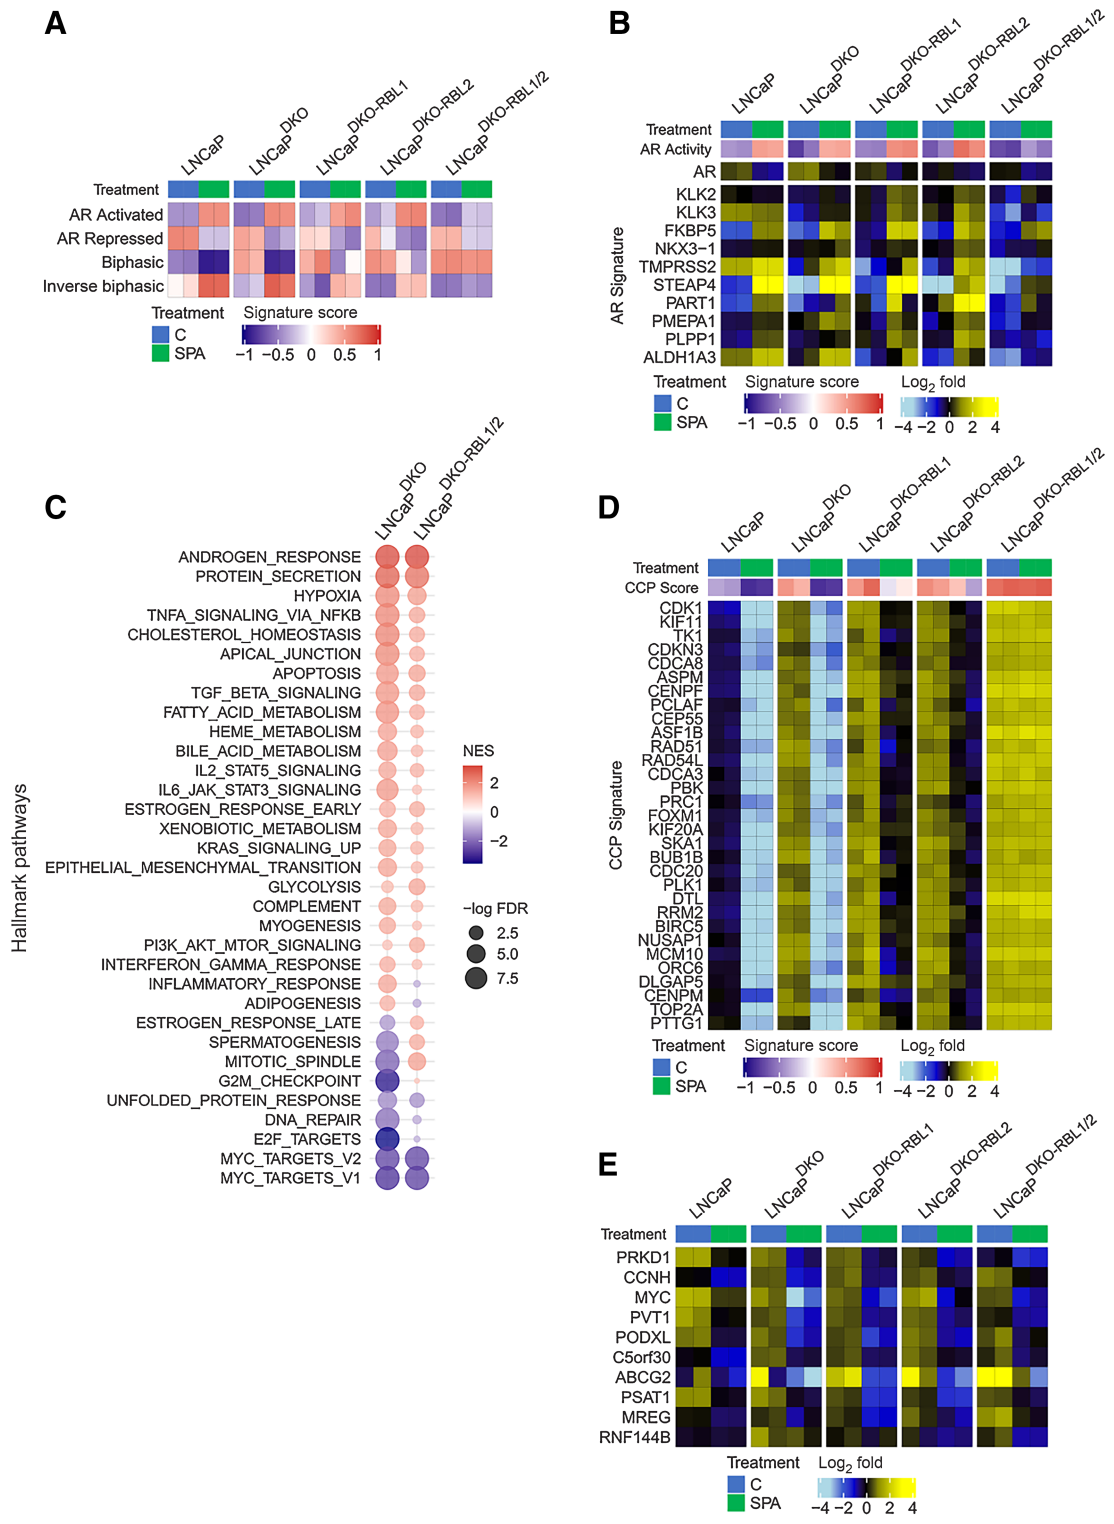 A
LNCaP LNCaP^DKO LNCaP^DKO-RBL1 LNCaP^DKO-RBL2 LNCaP^DKO-RBL1/2
Treatment
AR Activated
AR Repressed
Biphasic
Inverse biphasic
Treatment Signature score
C
SPA
−1 −0.5 0 0.5 1
B
LNCaP LNCaP^DKO LNCaP^DKO-RBL1 LNCaP^DKO-RBL2 LNCaP^DKO-RBL1/2
Treatment
AR Activity
AR
AR Signature
KLK2
KLK3
FKBP5
NKX3−1
TMPRSS2
STEAP4
PART1
PMEPA1
PLPP1
ALDH1A3
Treatment Signature score Log2 fold
C
SPA
−1 −0.5 0 0.5 1 −4 −2 0 2 4
C
LNCaP^DKO LNCaP^DKO-RBL1/2
Hallmark pathways
ANDROGEN_RESPONSE
PROTEIN_SECRETION
HYPOXIA
TNFA_SIGNALING_VIA_NFKB
CHOLESTEROL_HOMEOSTASIS
APICAL_JUNCTION
APOPTOSIS
TGF_BETA_SIGNALING
FATTY_ACID_METABOLISM
HEME_METABOLISM
BILE_ACID_METABOLISM
IL2_STAT5_SIGNALING
IL6_JAK_STAT3_SIGNALING
ESTROGEN_RESPONSE_EARLY
XENOBIOTIC_METABOLISM
KRAS_SIGNALING_UP
EPITHELIAL_MESENCHYMAL_TRANSITION
GLYCOLYSIS
COMPLEMENT
MYOGENESIS
PI3K_AKT_MTOR_SIGNALING
INTERFERON_GAMMA_RESPONSE
INFLAMMATORY_RESPONSE
ADIPOGENESIS
ESTROGEN_RESPONSE_LATE
SPERMATOGENESIS
MITOTIC_SPINDLE
G2M_CHECKPOINT
UNFOLDED_PROTEIN_RESPONSE
DNA_REPAIR
E2F_TARGETS
MYC_TARGETS_V2
MYC_TARGETS_V1
NES
2
0
−2
−log FDR
2.5
5.0
7.5
D
LNCaP LNCaP^DKO LNCaP^DKO-RBL1 LNCaP^DKO-RBL2 LNCaP^DKO-RBL1/2
Treatment
CCP Score
CCP Signature
CDK1
KIF11
TK1
CDKN3
CDCA8
ASPM
CENPF
PCLAF
CEP55
ASF1B
RAD51
RAD54L
CDCA3
PBK
PRC1
FOXM1
KIF20A
SKA1
BUB1B
CDC20
PLK1
DTL
RRM2
BIRC5
NUSAP1
MCM10
ORC6
DLGAP5
CENPM
TOP2A
PTTG1
Treatment Signature score Log2 fold
C
SPA
−1 −0.5 0 0.5 1 −4 −2 0 2 4
E
LNCaP LNCaP^DKO LNCaP^DKO-RBL1 LNCaP^DKO-RBL2 LNCaP^DKO-RBL1/2
Treatment
PRKD1
CCNH
MYC
PVT1
PODXL
C5orf30
ABCG2
PSAT1
MREG
RNF144B
Treatment Log2 fold
C
SPA
−4 −2 0 2 4